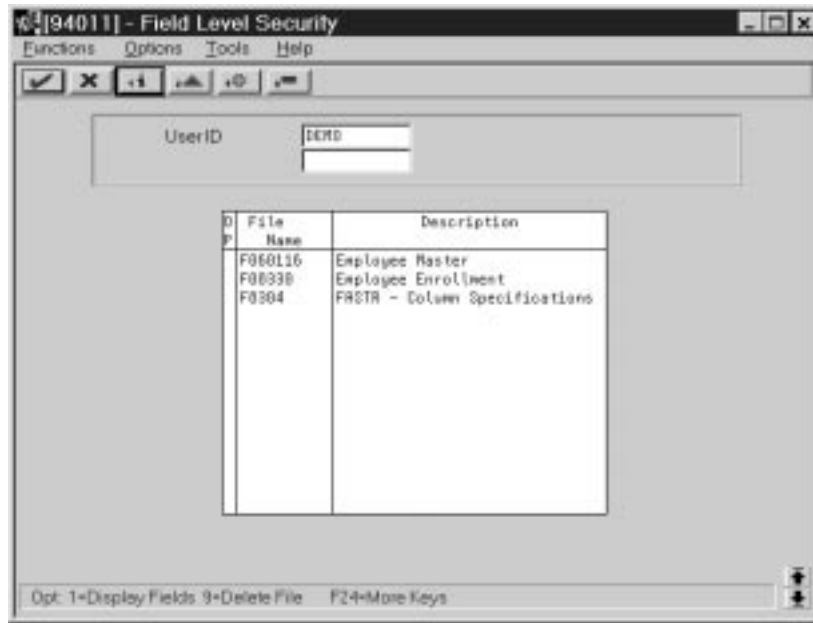 [94011] - Field Level Security
Functions Options Tools Help
UserID DEMO
O File Description
P Name
F060116 Employee Master
F08330 Employee Enrollment
F8304 FASTR - Column Specifications
Opt: 1=Display Fields 9=Delete File F24=More Keys